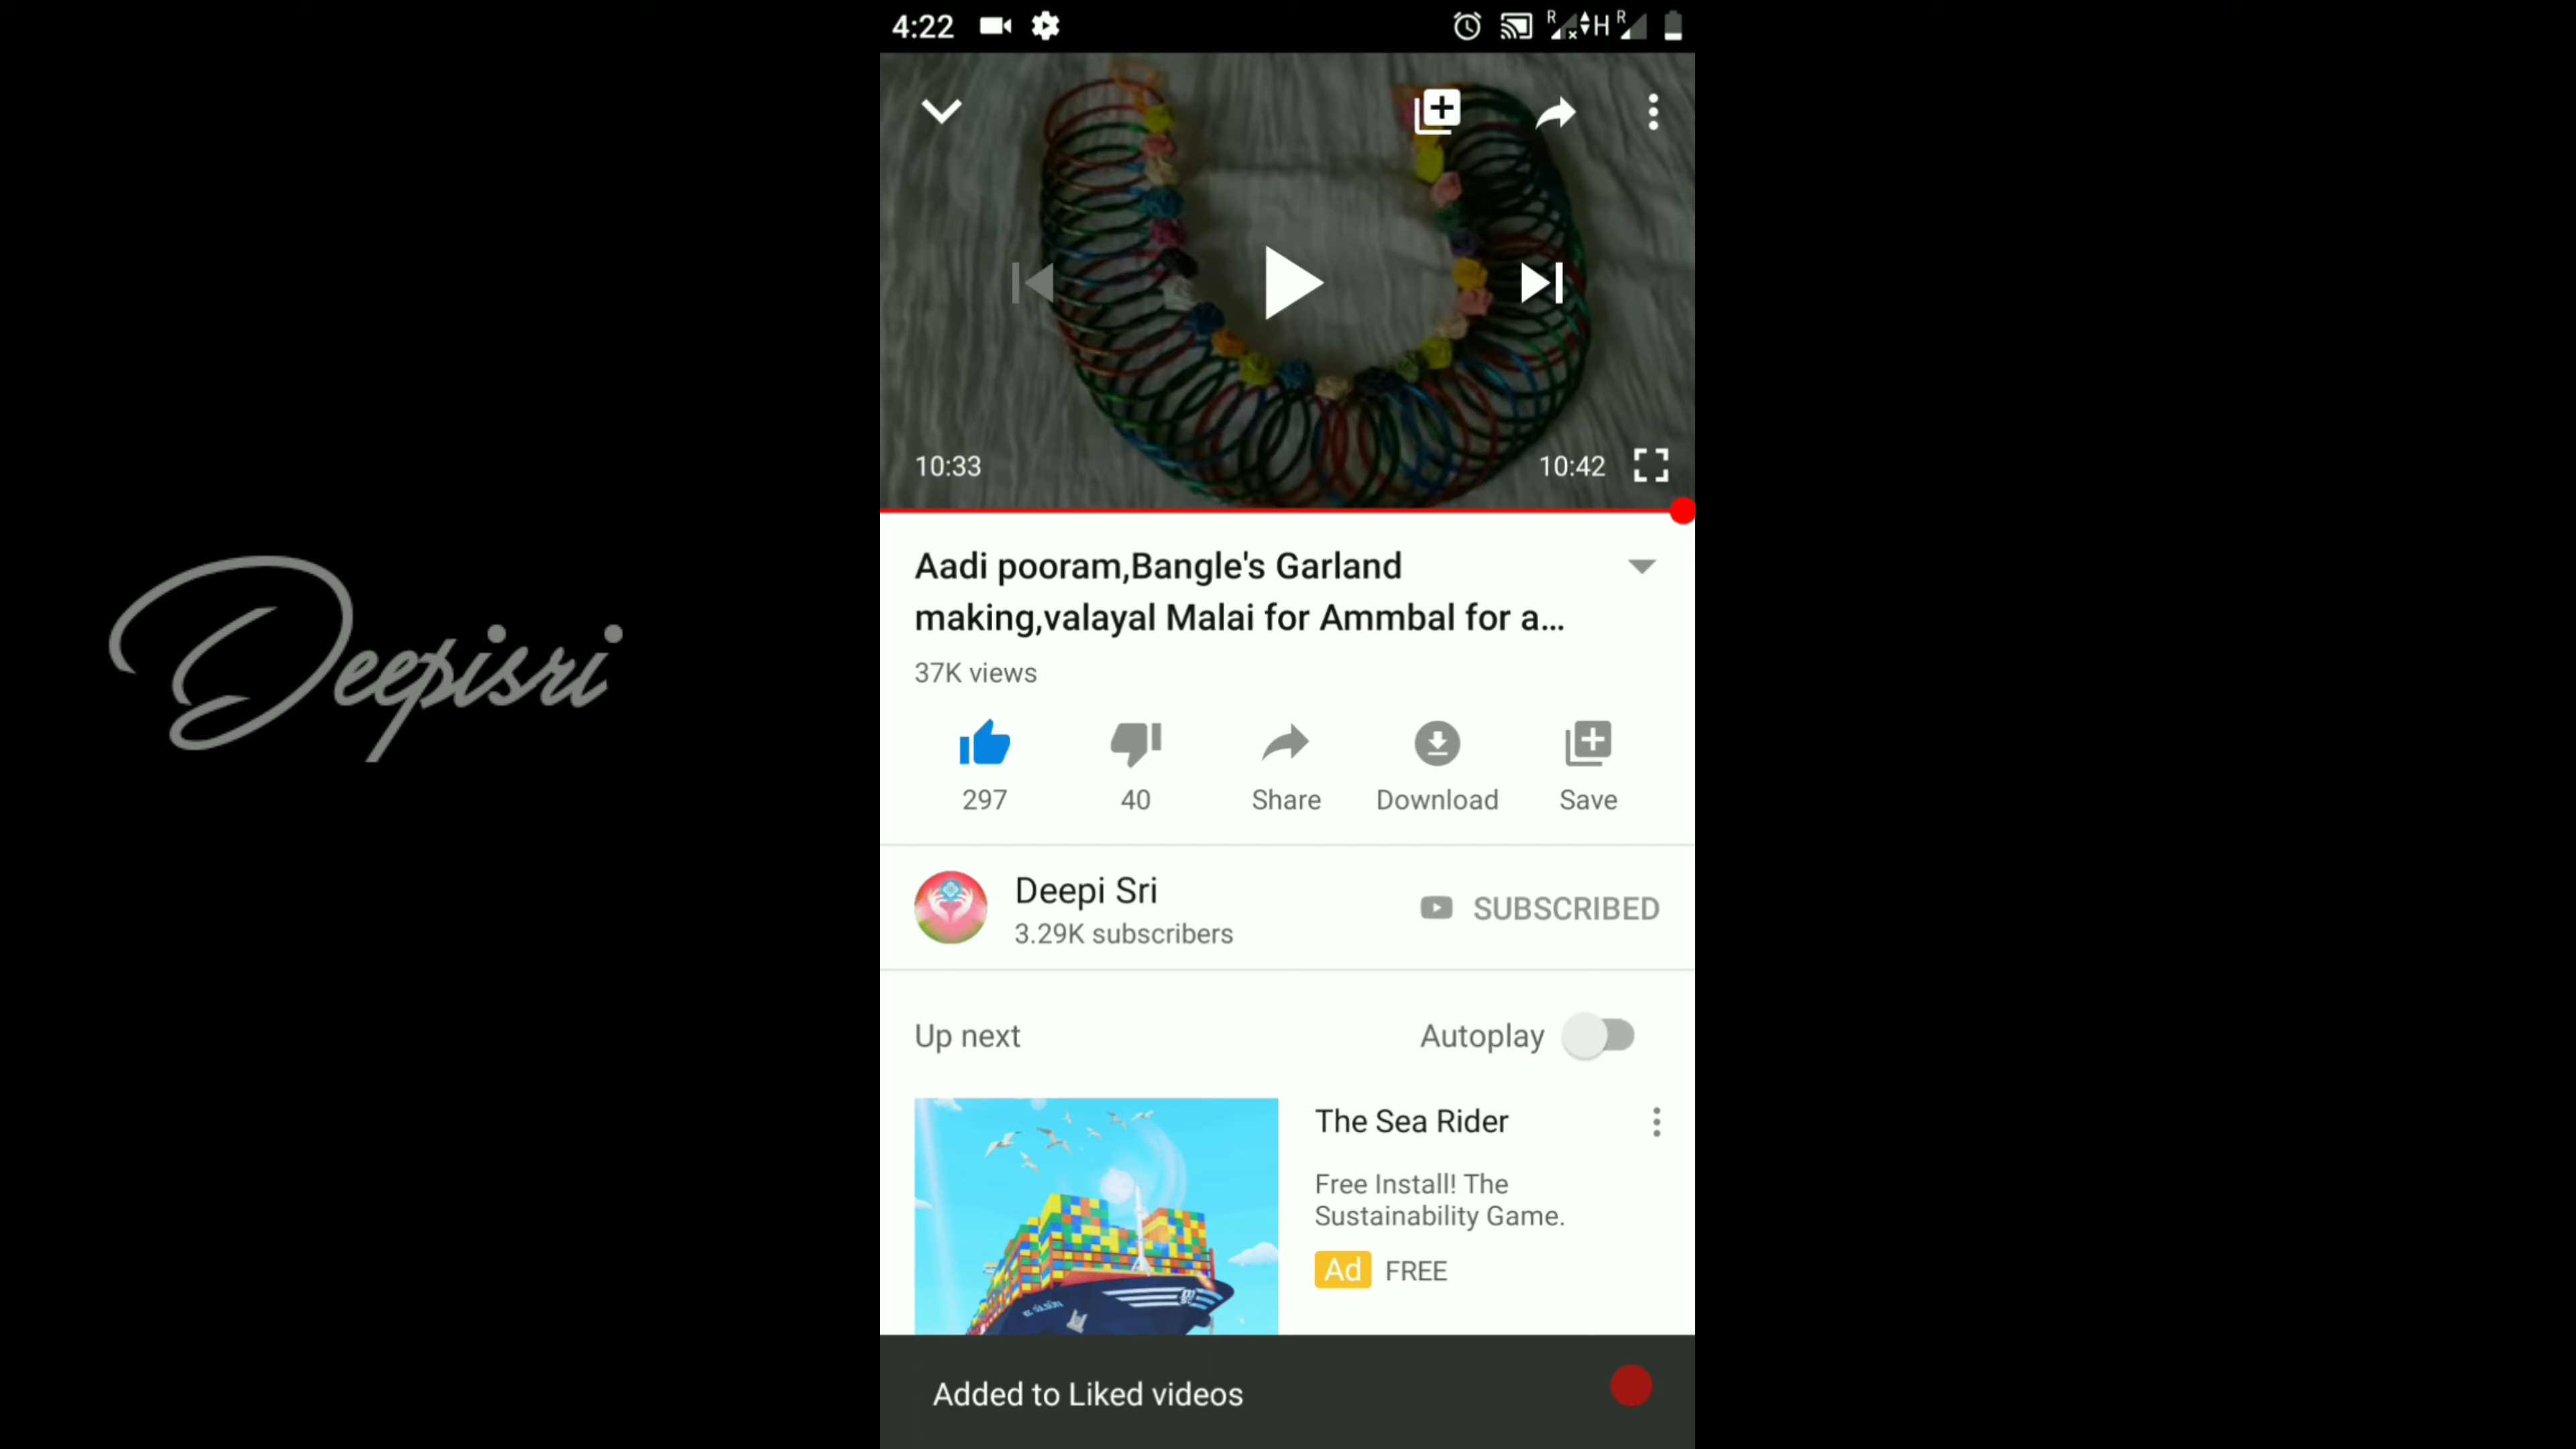 4:22
R H R
Deepisri
10:33
10:42
Aadi pooram,Bangle's Garland
making,valayal Malai for Ammbal for a...
37K views
297
40
Share
Download
Save
Deepi Sri
3.29K subscribers
SUBSCRIBED
Up next
Autoplay
The Sea Rider
Free Install! The
Sustainability Game.
Ad FREE
Added to Liked videos